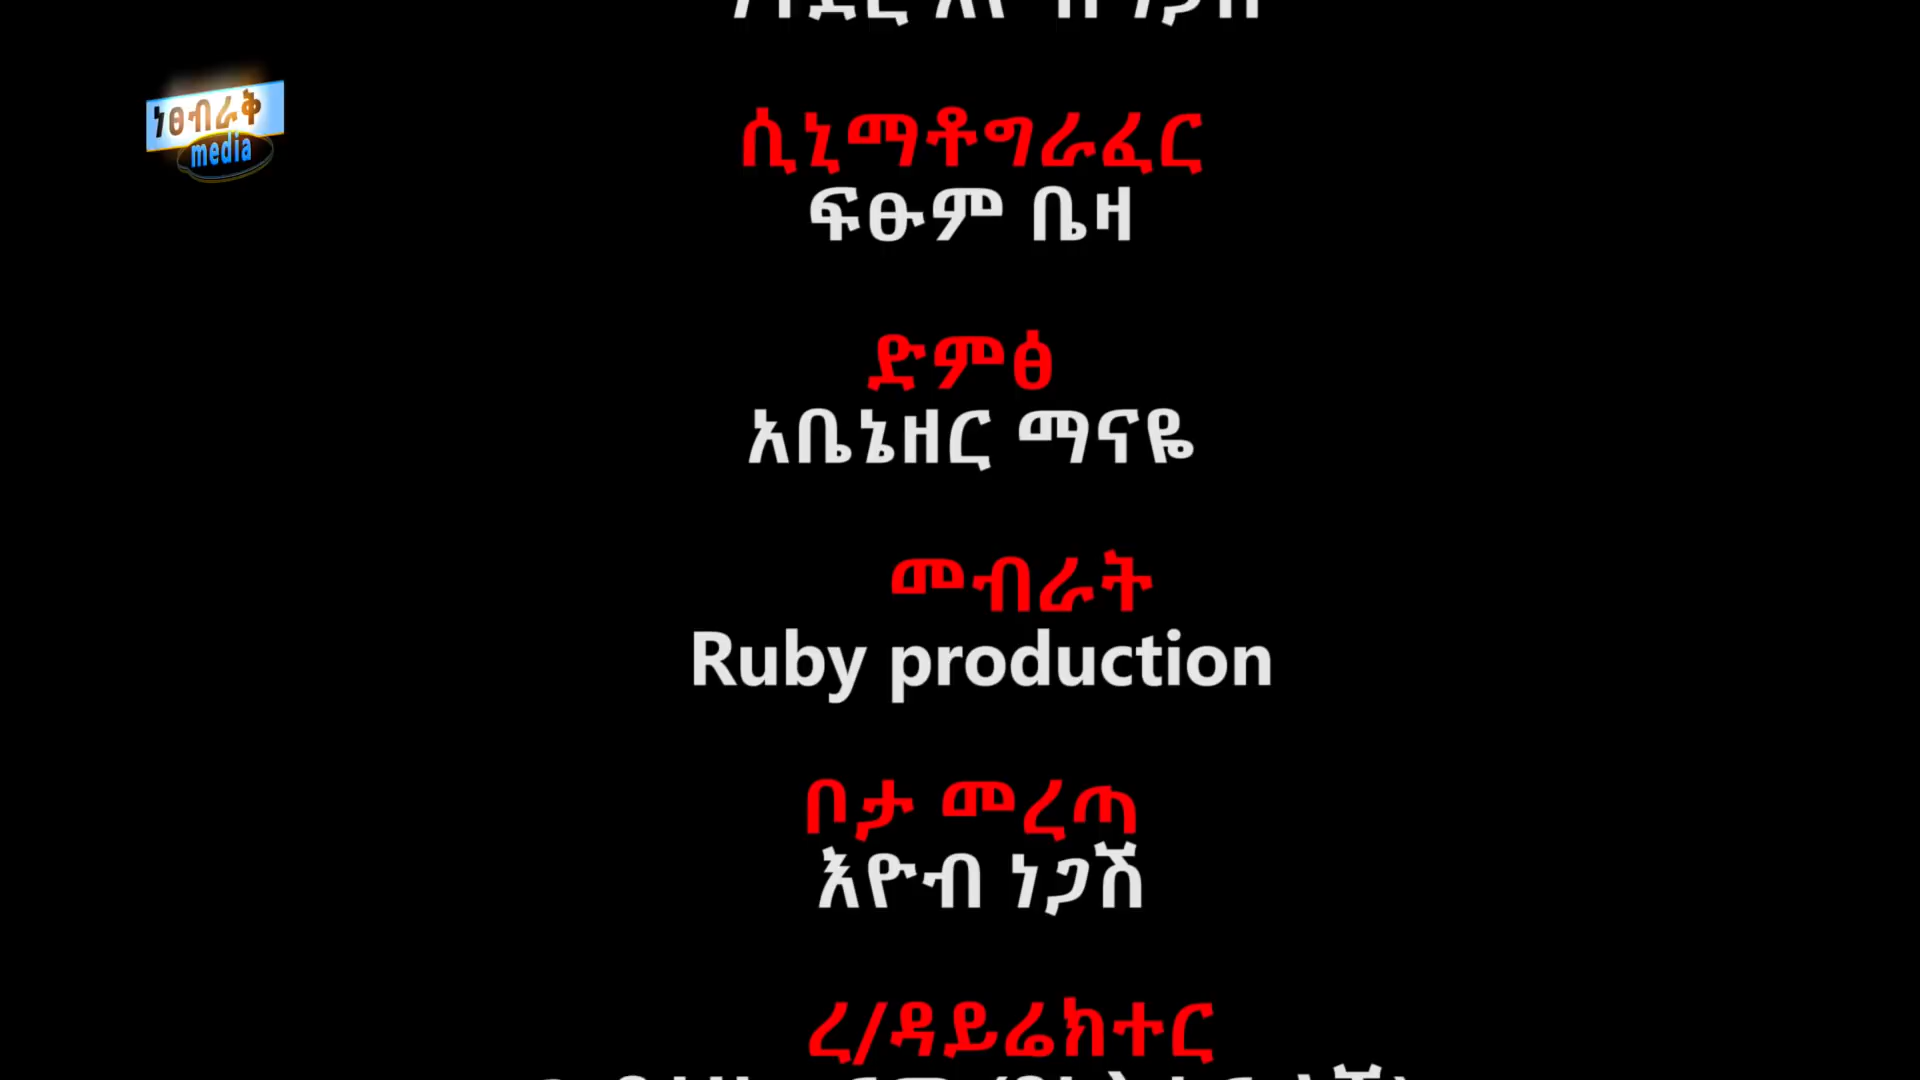 ነፀብራቅ
media
ሲኒማቶግራፈር
ፍፁም ቤዛ
ድምፅ
አቤኔዘር ማናዬ
መብራት
Ruby production
ቦታ መረጣ
እዮብ ነጋሽ
ረ/ዳይሬክተር